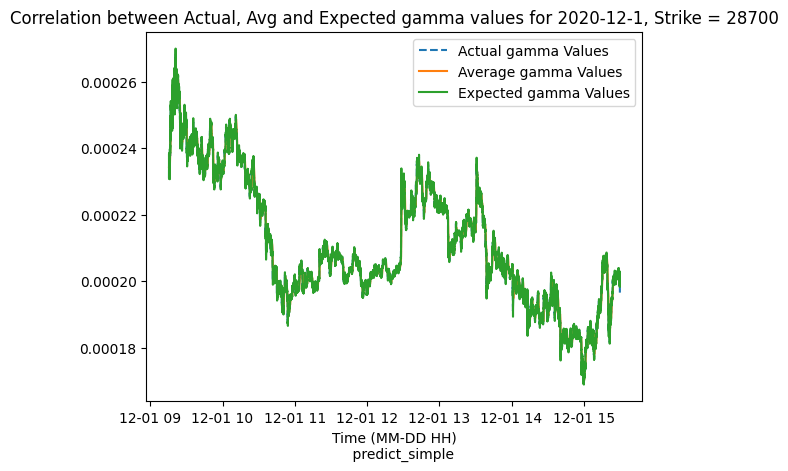 Correlation between Actual, Avg and Expected gamma values for 2020-12-1, Strike = 28700
Actual gamma Values
Average gamma Values
Expected gamma Values
0.00026
0.00024
0.00022
0.00020
0.00018
12-01 09 12-01 10 12-01 11 12-01 12 12-01 13 12-01 14 12-01 15
Time (MM-DD HH)
predict_simple